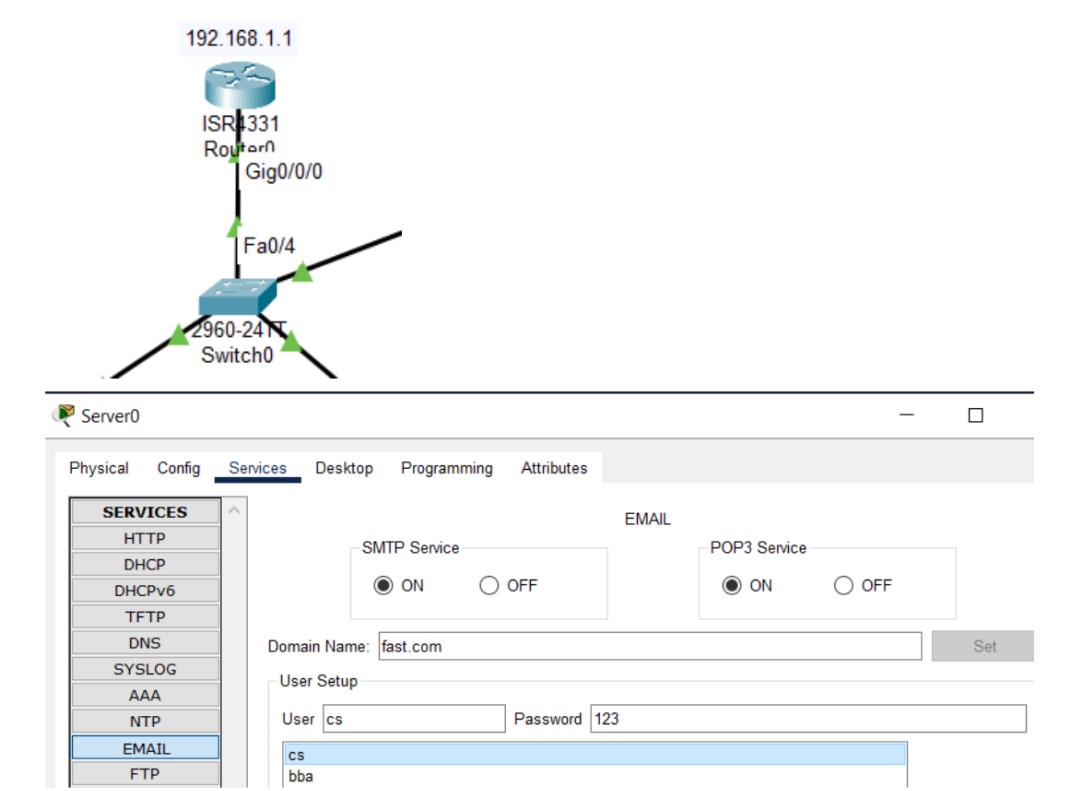 192.168.1.1
ISR4331
Router0
Gig0/0/0
Fa0/4
2960-24TT
Switch0
Server0
Physical Config Services Desktop Programming Attributes
SERVICES
HTTP
DHCP
DHCPv6
TFTP
DNS
SYSLOG
AAA
NTP
EMAIL
FTP
EMAIL
SMTP Service POP3 Service
ON OFF ON OFF
Domain Name: fast.com Set
User Setup
User cs Password 123
cs
bba